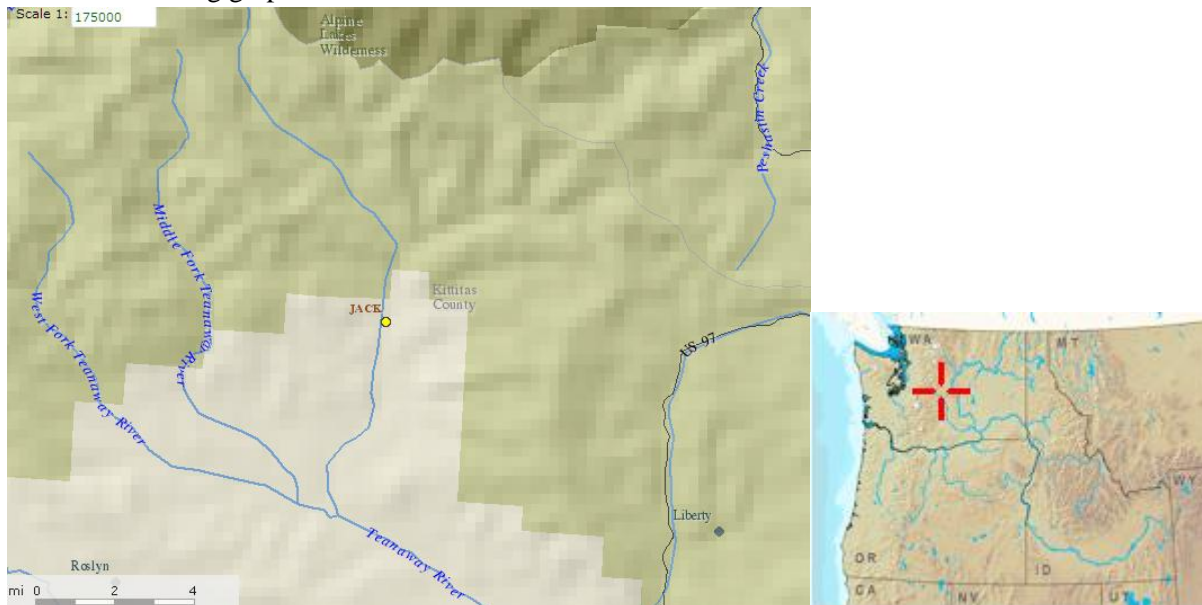 Scale 1: 175000
Alpine
Lakes
Wilderness
Peshastin Creek
Middle Fork Teanaway River
West Fork Teanaway River
Kittitas
County
JACK
US-97
Liberty
Teanaway River
Roslyn
mi 0 2 4
WA
MT
OR
ID
WY
CA
NV
UT